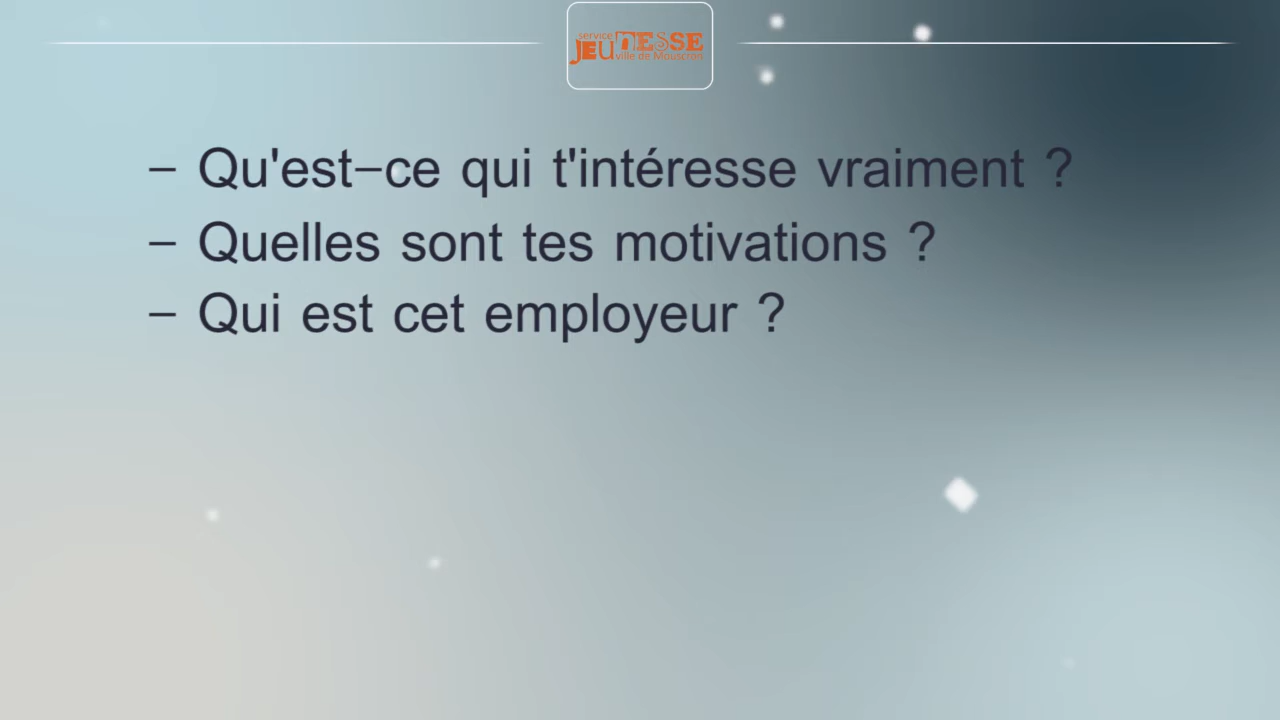 service
JEUNESSE
ville de Mouscron
– Qu'est-ce qui t'intéresse vraiment ?
– Quelles sont tes motivations ?
– Qui est cet employeur ?